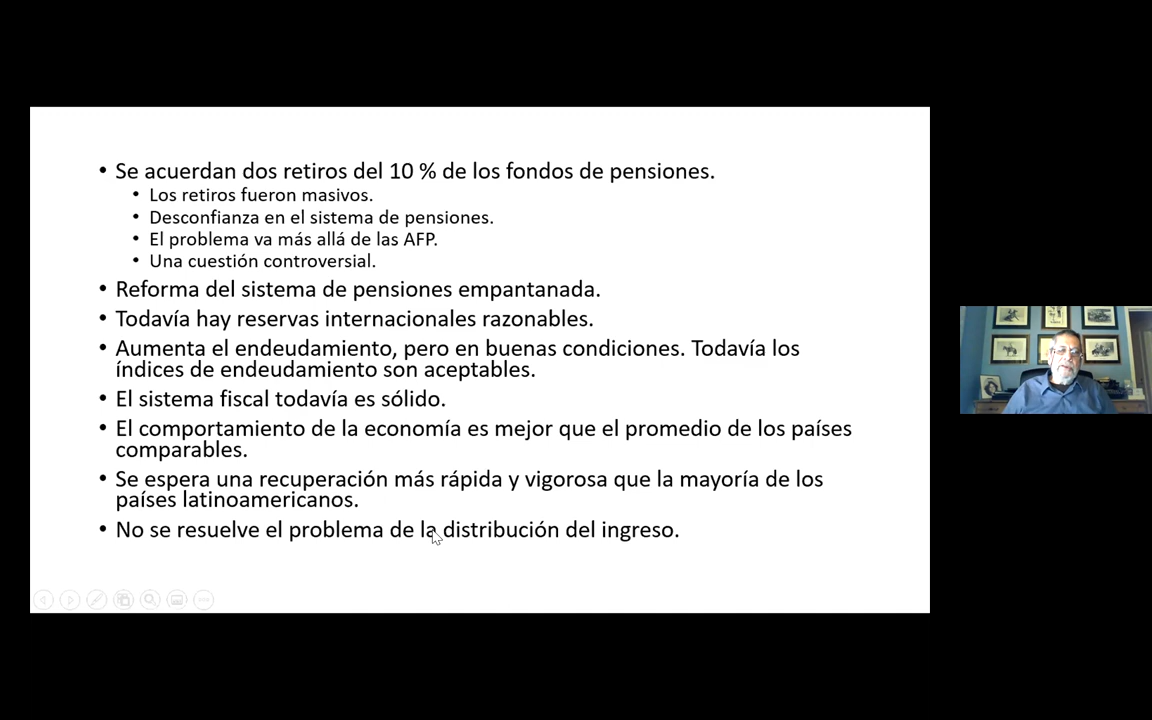 • Se acuerdan dos retiros del 10 % de los fondos de pensiones.
• Los retiros fueron masivos.
• Desconfianza en el sistema de pensiones.
• El problema va más allá de las AFP.
• Una cuestión controversial.
• Reforma del sistema de pensiones empantanada.
• Todavía hay reservas internacionales razonables.
• Aumenta el endeudamiento, pero en buenas condiciones. Todavía los
índices de endeudamiento son aceptables.
• El sistema fiscal todavía es sólido.
• El comportamiento de la economía es mejor que el promedio de los países
comparables.
• Se espera una recuperación más rápida y vigorosa que la mayoría de los
países latinoamericanos.
• No se resuelve el problema de la distribución del ingreso.